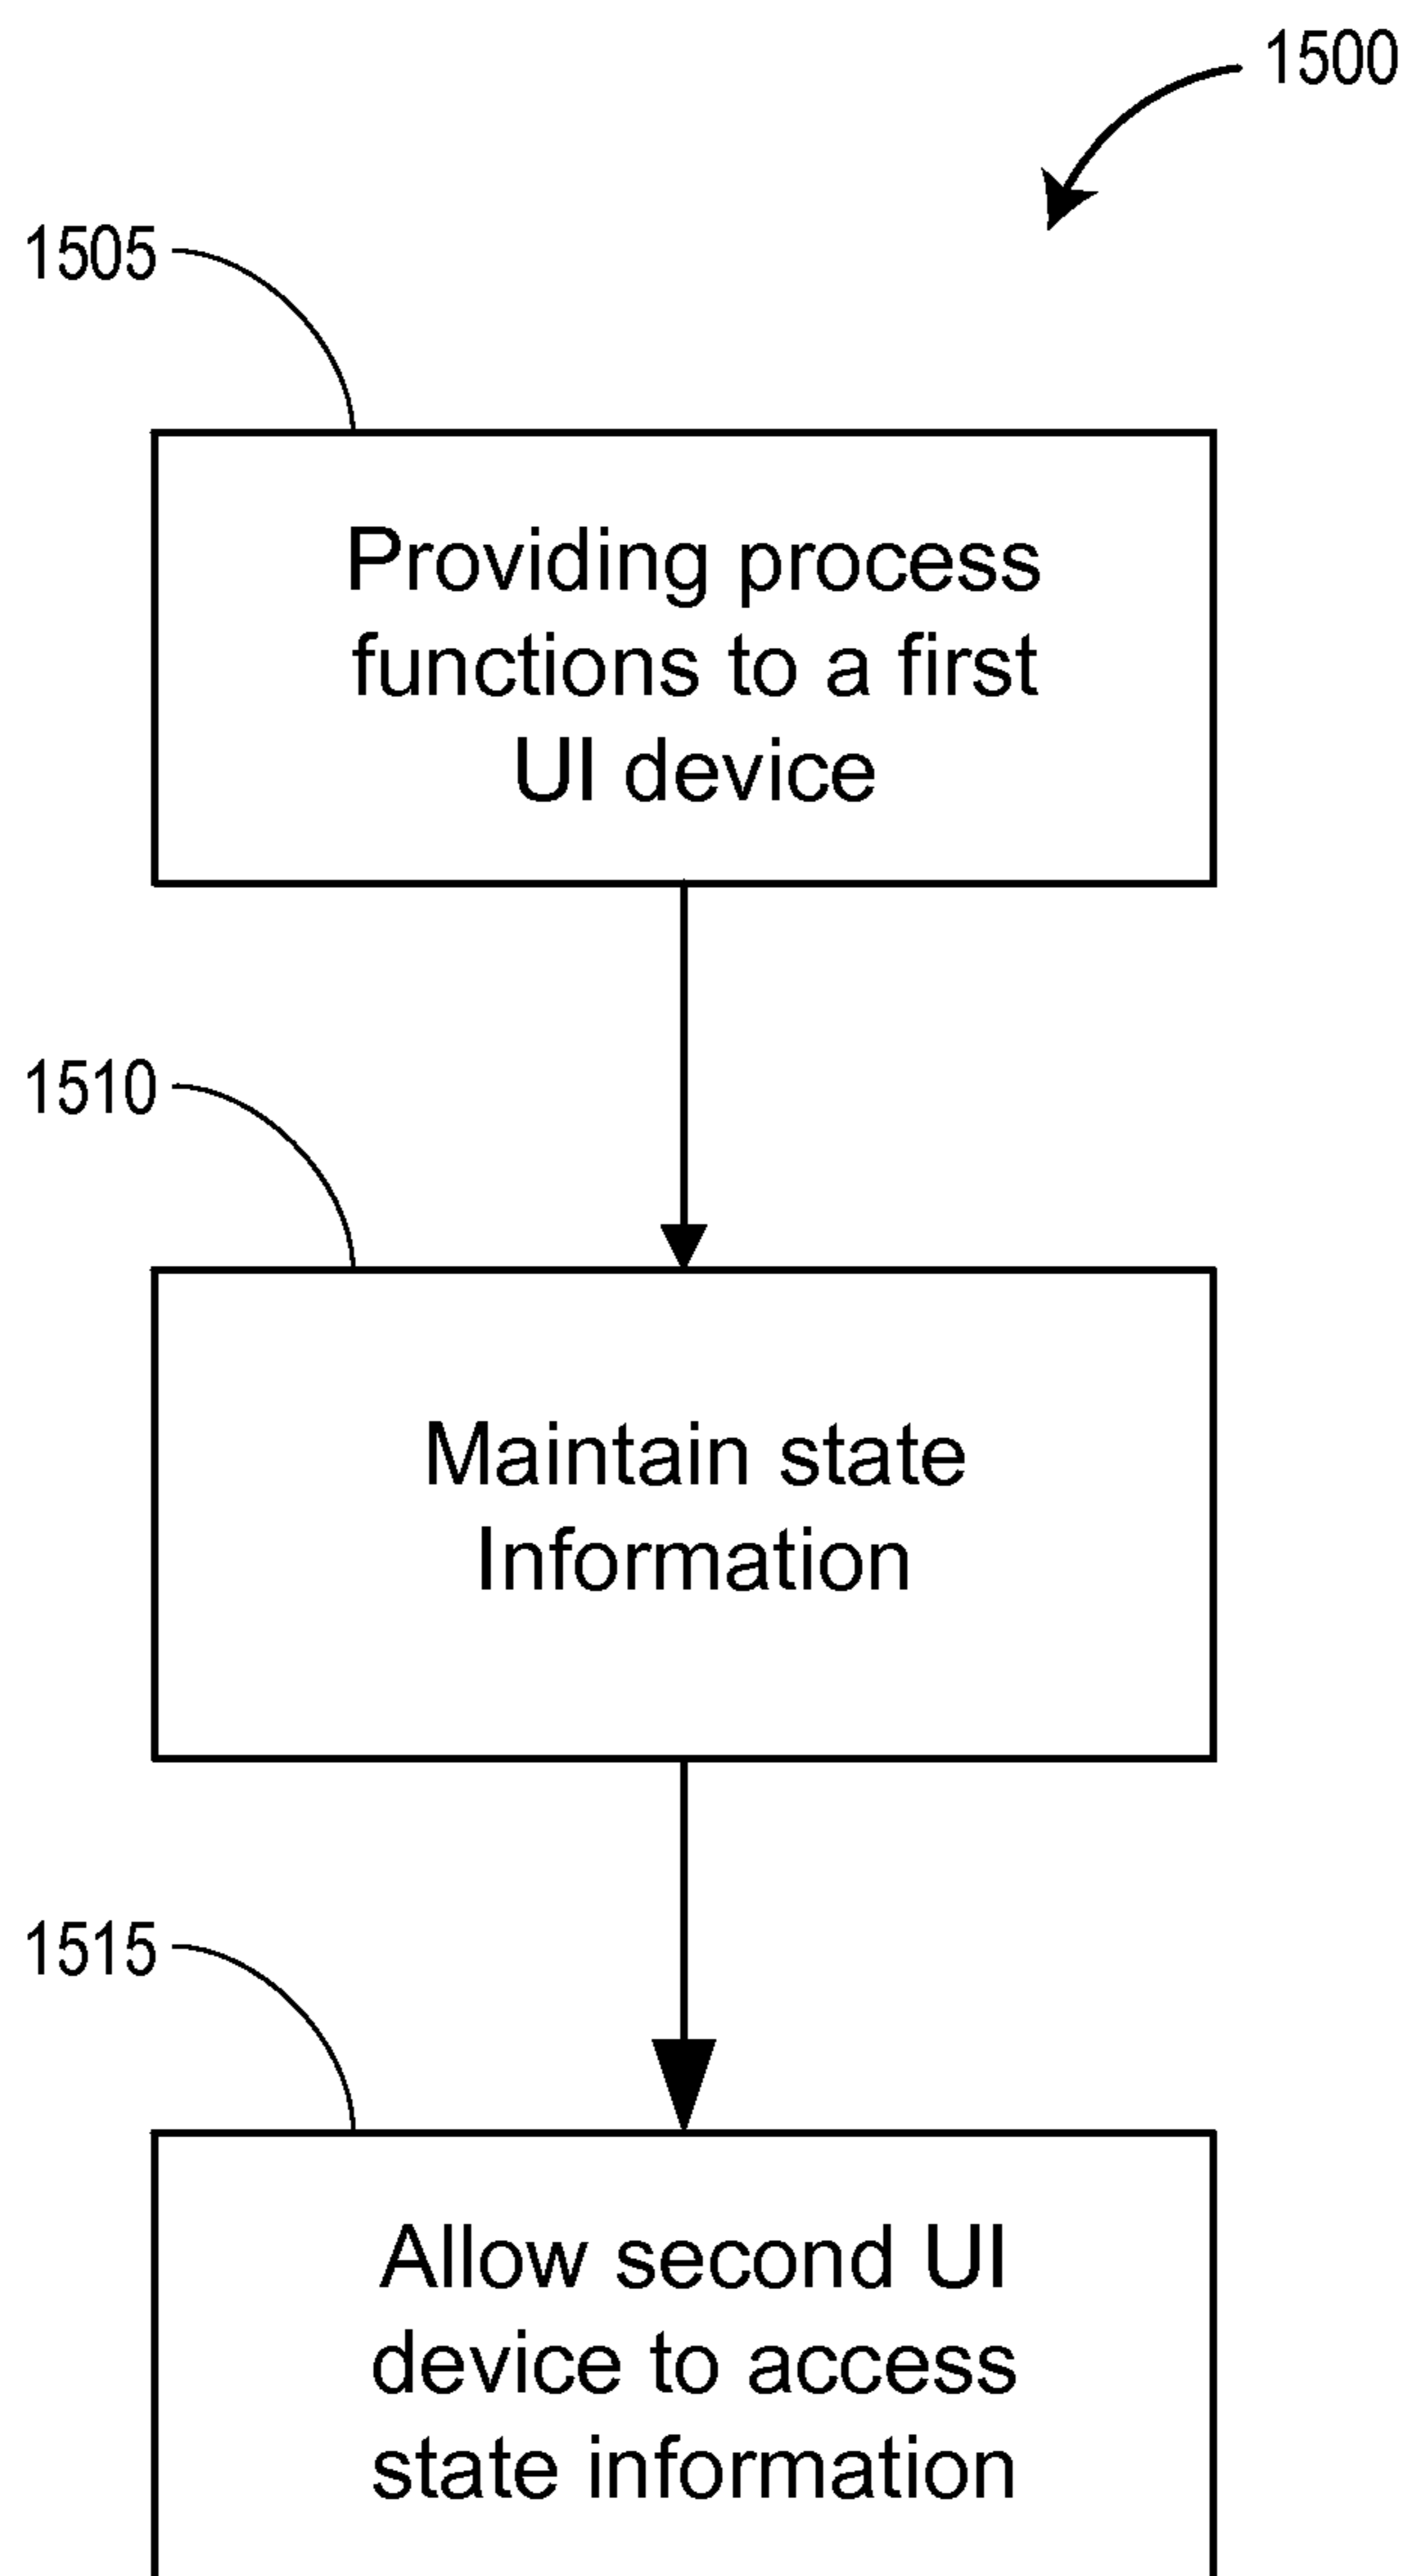 1500
1505
Providing process
functions to a first
UI device
1510
Maintain state
Information
1515
Allow second UI
device to access
state information